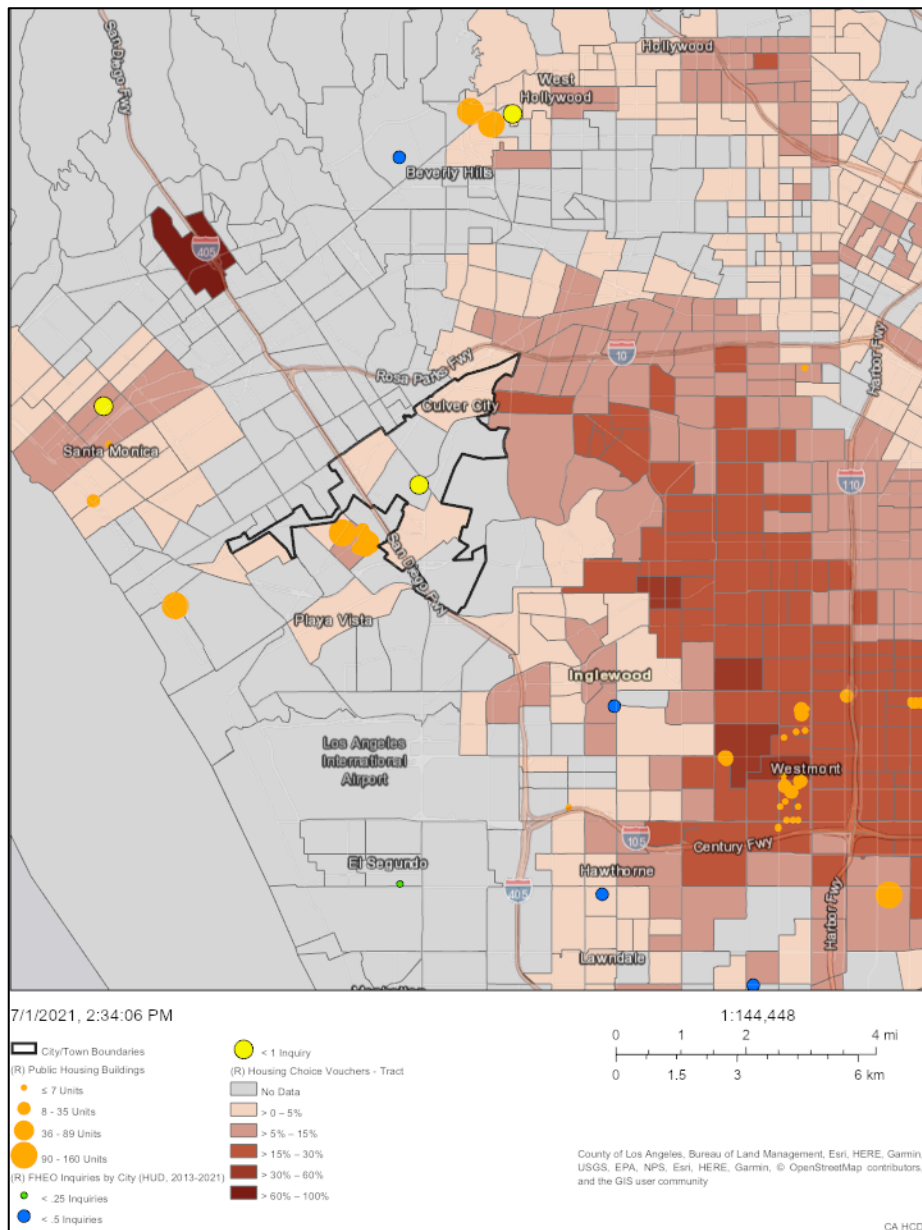 San Diego Fwy
Hollywood
West
Hollywood
Beverly Hills
405
Harbor Fwy
10
Rosa Parks Fwy
Culver City
Santa Monica
110
San Diego Fwy
Playa Vista
Inglewood
Los Angeles
International
Airport
Westmont
105
Century Fwy
El Segundo
Hawthorne
405
Harbor Fwy
Lawndale
7/1/2021, 2:34:06 PM
1:144,448
0 1 2 4 mi
0 1.5 3 6 km
City/Town Boundaries
(R) Public Housing Buildings
≤ 7 Units
8 - 35 Units
36 - 89 Units
90 - 160 Units
(R) FHEO Inquiries by City (HUD, 2013-2021)
< .25 Inquiries
< .5 Inquiries
< 1 Inquiry
(R) Housing Choice Vouchers - Tract
No Data
> 0 - 5%
> 5% - 15%
> 15% - 30%
> 30% - 60%
> 60% - 100%
County of Los Angeles, Bureau of Land Management, Esri, HERE, Garmin,
USGS, EPA, NPS, Esri, HERE, Garmin, © OpenStreetMap contributors,
and the GIS user community
CA HCD